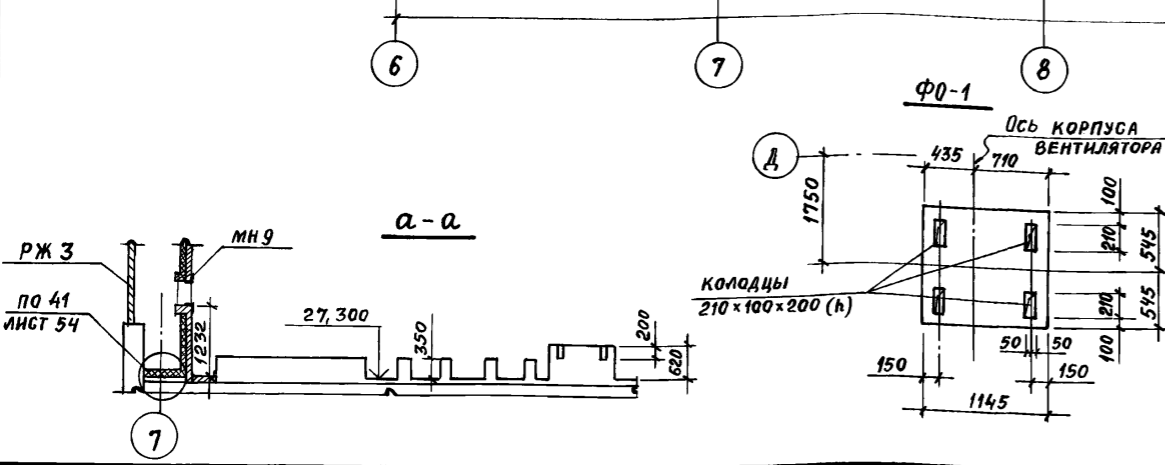 6
7
8
ФО-1
Ось корпуса
вентилятора
Д
435
710
1750
100
210
545
545
210
100
50
50
150
150
1145
колодцы
210×100×200 (h)
а-а
РЖ 3
МН 9
по 41
лист 54
1232
27,300
350
200
620
7